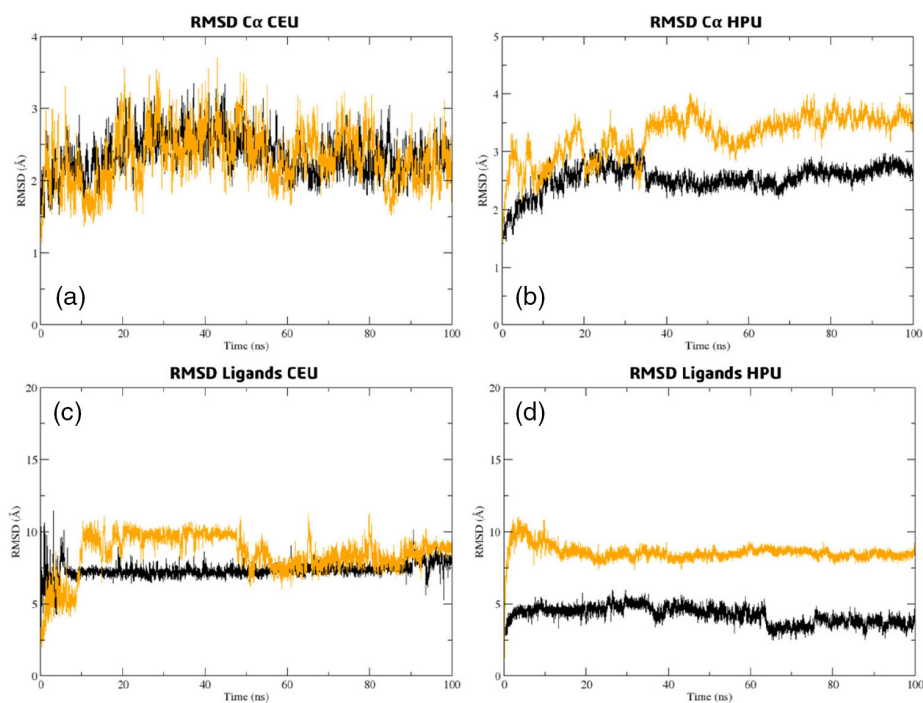 RMSD Cα CEU
RMSD (Å)
4
3
2
1
0
(a)
0 20 40 60 80 100
Time (ns)
RMSD Cα HPU
RMSD (Å)
5
4
3
2
1
0
(b)
0 20 40 60 80 100
Time (ns)
RMSD Ligands CEU
RMSD (Å)
20
15
10
5
0
(c)
0 20 40 60 80 100
Time (ns)
RMSD Ligands HPU
RMSD (Å)
20
15
10
5
0
(d)
0 20 40 60 80 100
Time (ns)